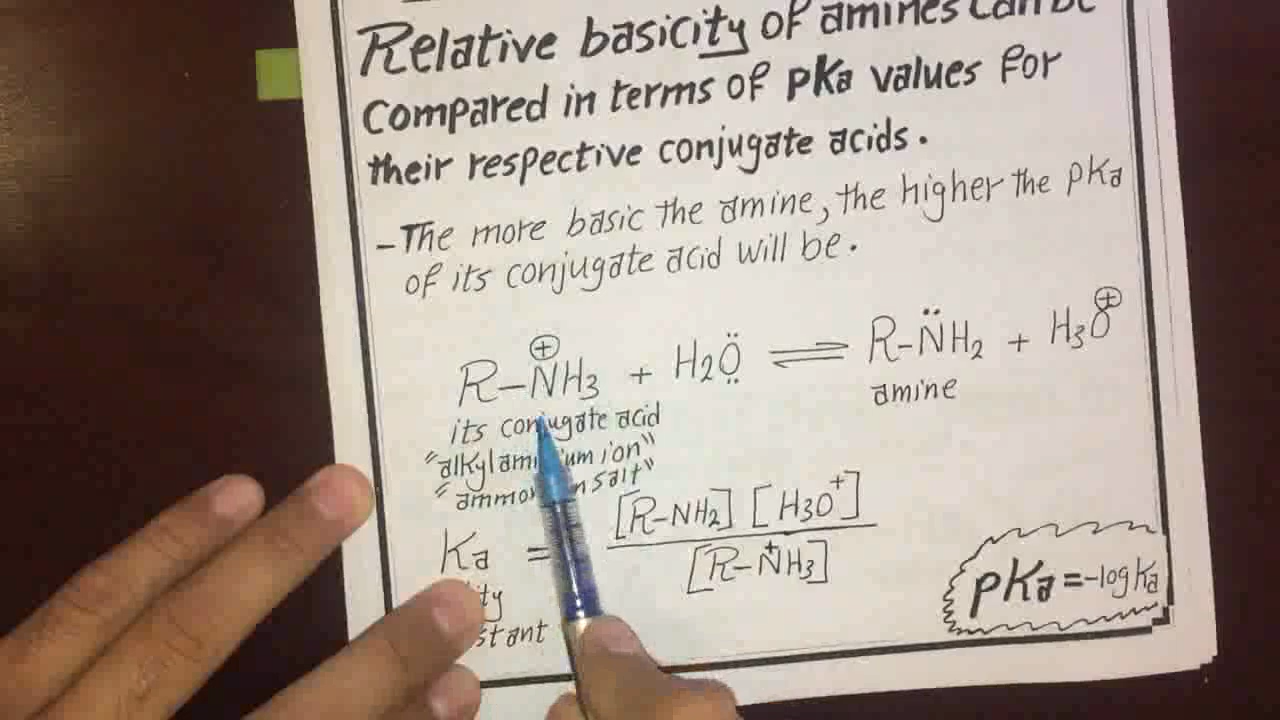 Relative basicity of amines can be
compared in terms of pKa values for
their respective conjugate acids.
- The more basic the amine, the higher the pKa
of its conjugate acid will be.
R-N⊕H3 + H2Ö ⇌ R-N̈H2 + H3O⊕
its conjugate acid
amine
"alkyl ion"
" salt"
Ka = [R-NH2] [H3O+] / [R-N+H3]
pKa = -log Ka